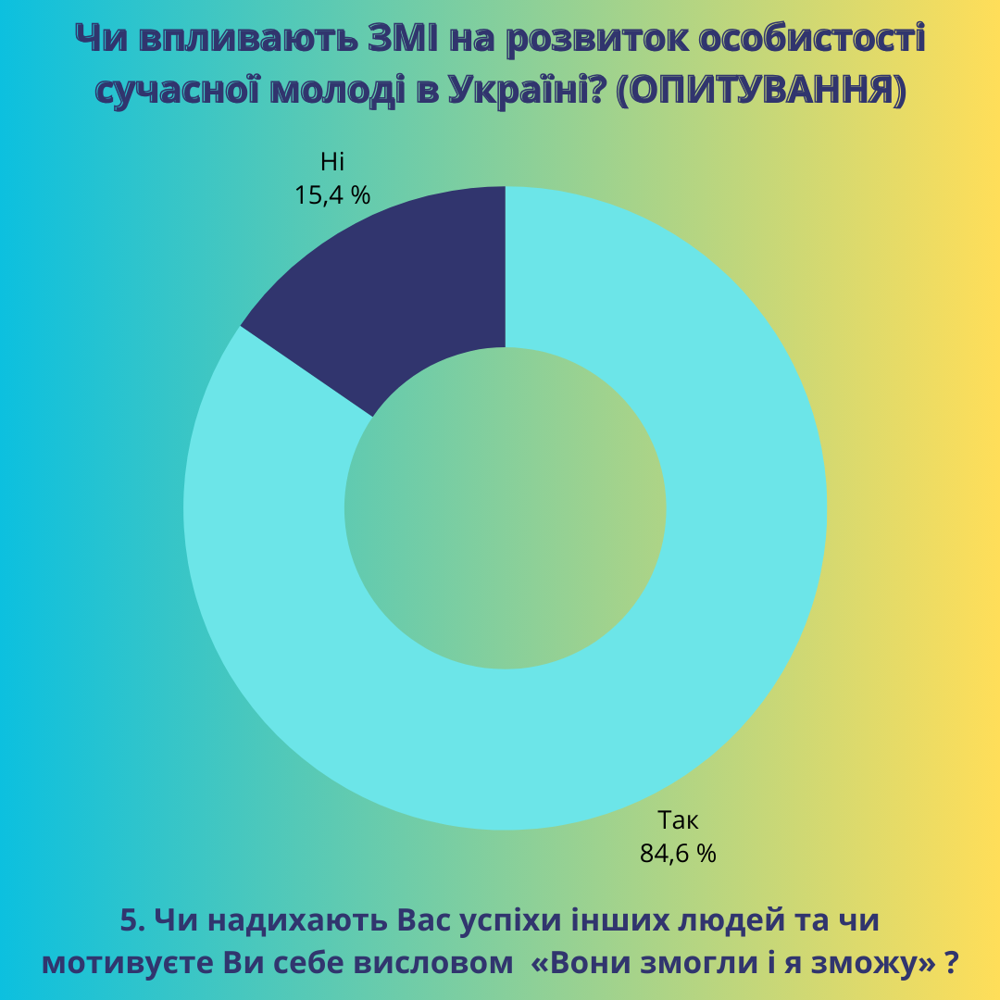 Чи впливають ЗМІ на розвиток особистості
сучасної молоді в Україні? (ОПИТУВАННЯ)
Ні
15,4 %
Так
84,6 %
5. Чи надихають Вас успіхи інших людей та чи
мотивуєте Ви себе висловом «Вони змогли і я зможу» ?